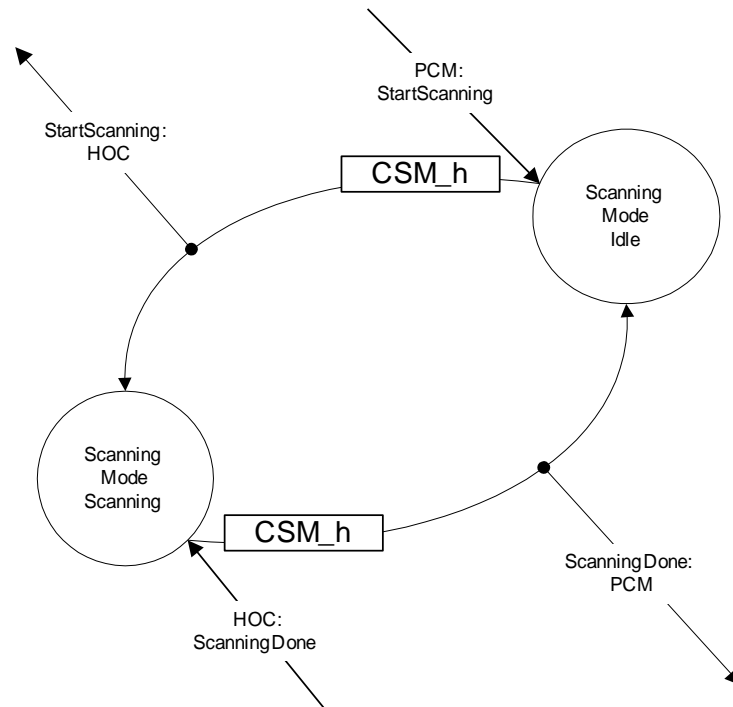 PCM:
StartScanning
StartScanning:
HOC
CSM_h
Scanning
Mode
Idle
Scanning
Mode
Scanning
CSM_h
ScanningDone:
PCM
HOC:
ScanningDone